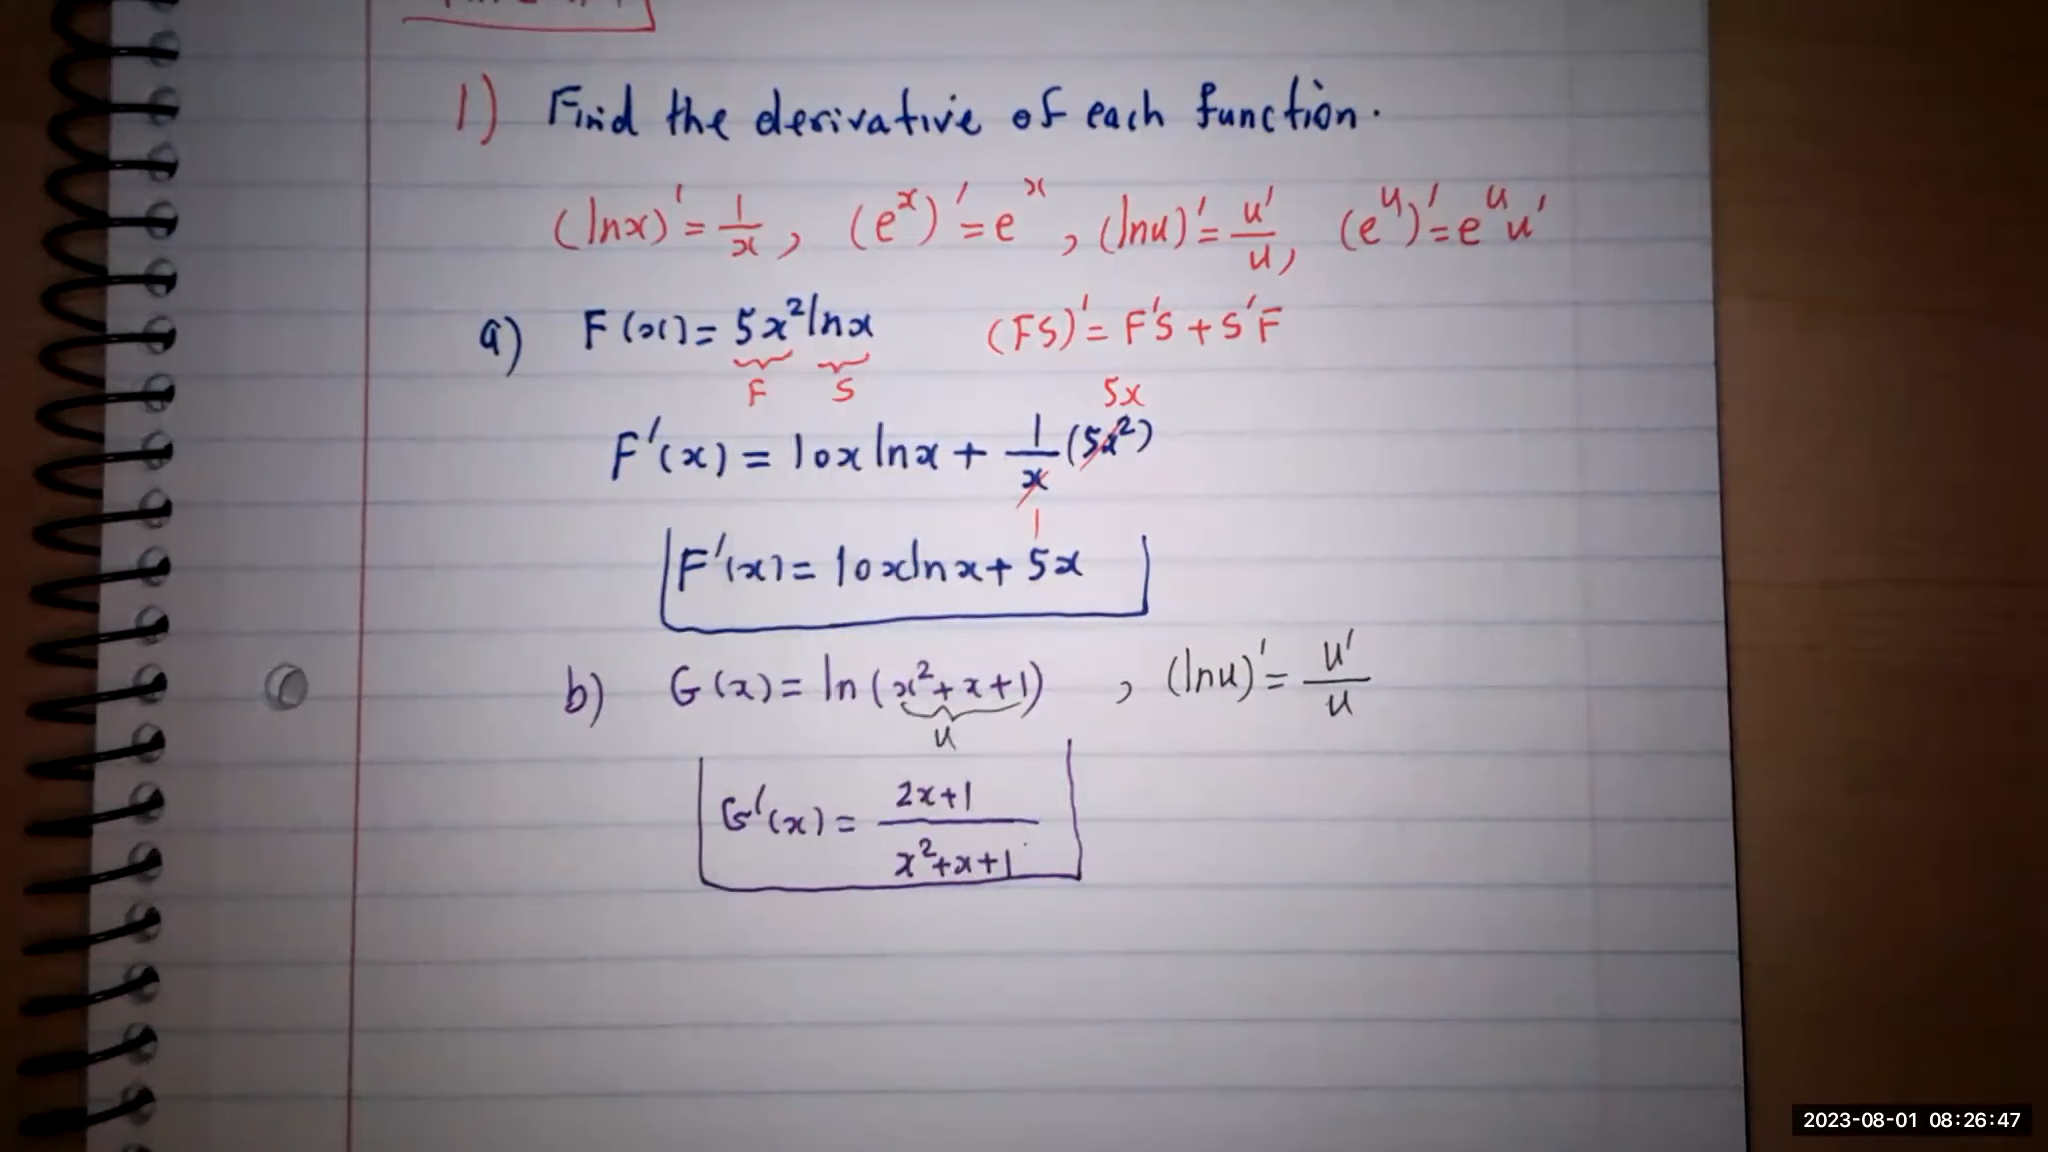 1) Find the derivative of each function.
(lnx)' = 1/x , (e^x)' = e^x , (lnu)' = u'/u , (e^u)' = e^u u'
a) F(x) = 5x²lnx (FS)' = F'S + S'F
F S
5x
F'(x) = 10x lnx + 1/x (5x²)
1
F'(x) = 10xlnx + 5x
b) G(x) = ln(x²+x+1) , (lnu)' = u'/u
u
G'(x) = 2x+1/x²+x+1
2023-08-01 08:26:47